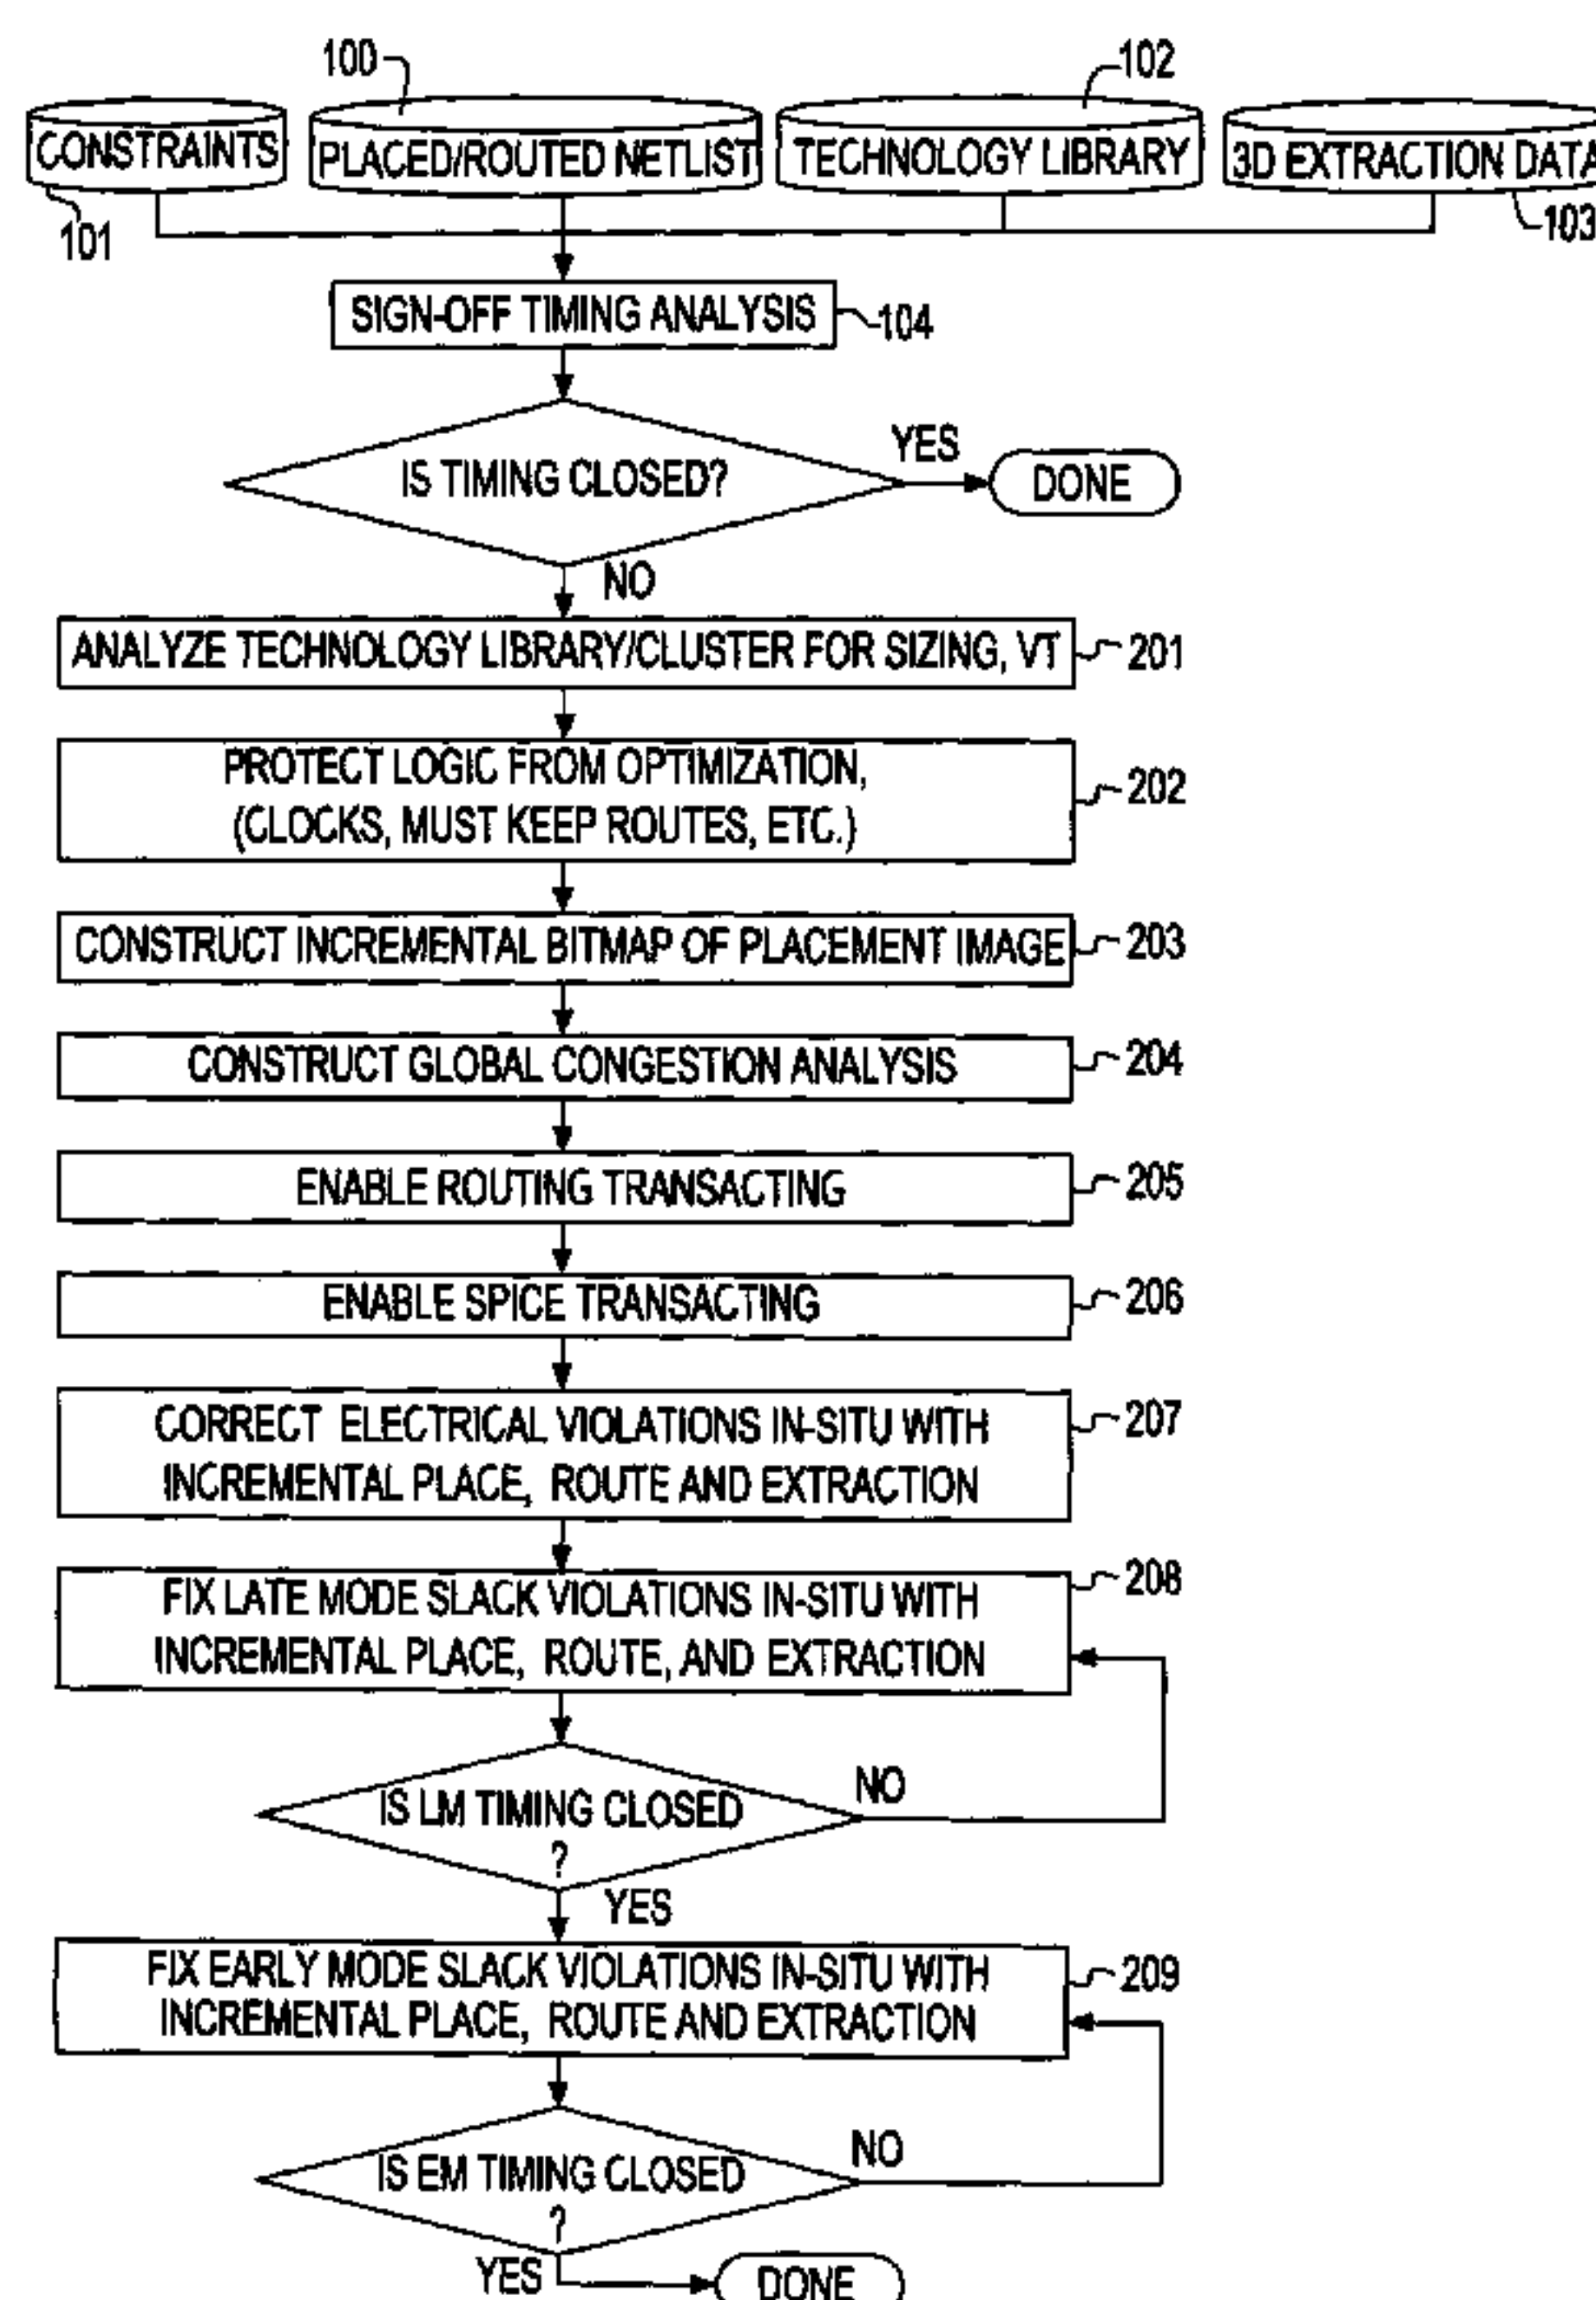 100
102
CONSTRAINTS
PLACED/ROUTED NETLIST
TECHNOLOGY LIBRARY
3D EXTRACTION DATA
101
103
SIGN-OFF TIMING ANALYSIS
104
IS TIMING CLOSED?
YES
DONE
NO
ANALYZE TECHNOLOGY LIBRARY/CLUSTER FOR SIZING, VT
201
PROTECT LOGIC FROM OPTIMIZATION,
(CLOCKS, MUST KEEP ROUTES, ETC.)
202
CONSTRUCT INCREMENTAL BITMAP OF PLACEMENT IMAGE
203
CONSTRUCT GLOBAL CONGESTION ANALYSIS
204
ENABLE ROUTING TRANSACTING
205
ENABLE SPICE TRANSACTING
206
CORRECT ELECTRICAL VIOLATIONS IN-SITU WITH
INCREMENTAL PLACE, ROUTE AND EXTRACTION
207
FIX LATE MODE SLACK VIOLATIONS IN-SITU WITH
INCREMENTAL PLACE, ROUTE, AND EXTRACTION
208
IS LM TIMING CLOSED
?
NO
YES
FIX EARLY MODE SLACK VIOLATIONS IN-SITU WITH
INCREMENTAL PLACE, ROUTE AND EXTRACTION
209
IS EM TIMING CLOSED
?
NO
YES
DONE